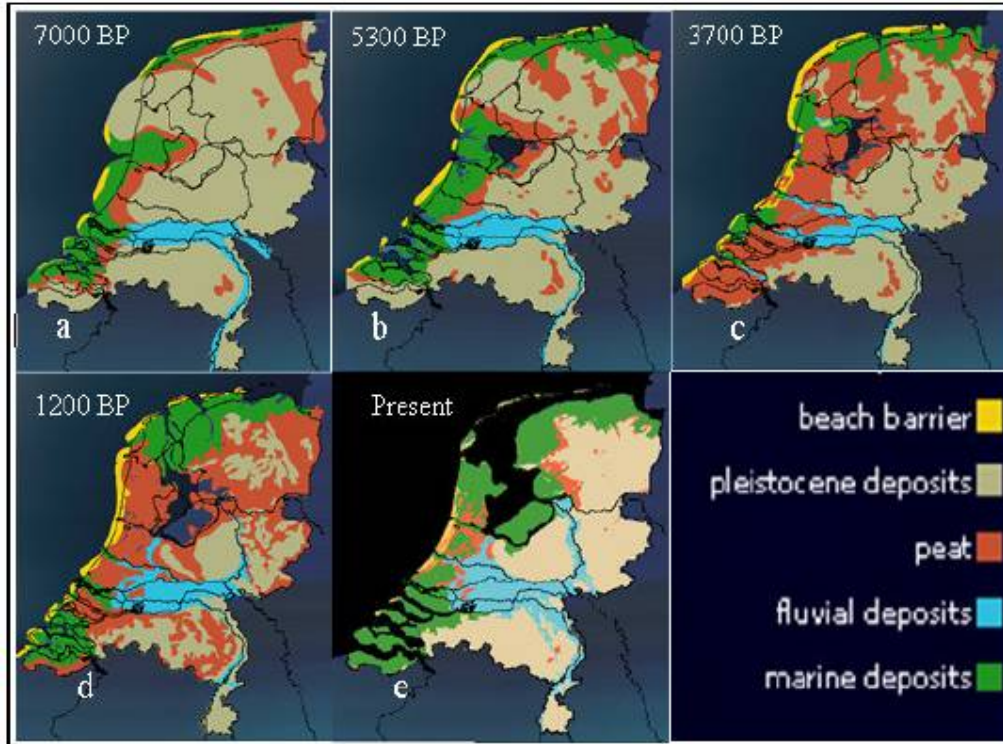 7000 BP
5300 BP
3700 BP
a
b
c
1200 BP
Present
d
e
beach barrier
pleistocene deposits
peat
fluvial deposits
marine deposits